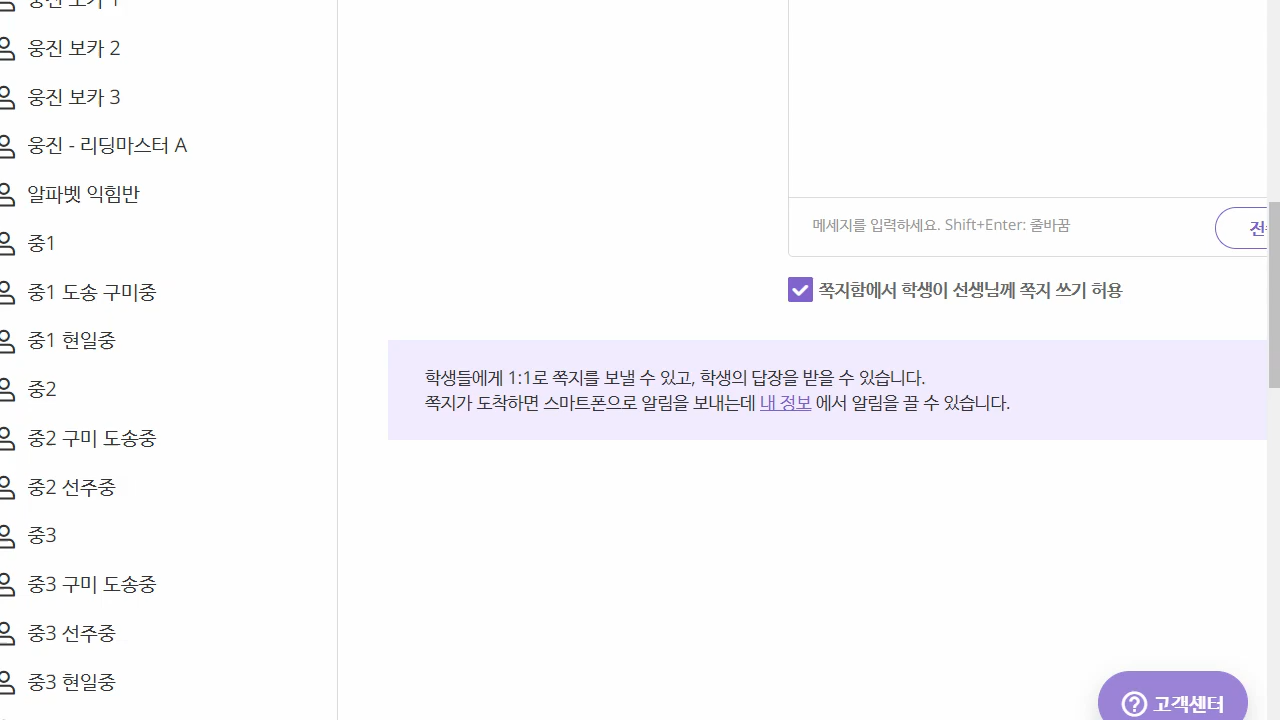 웅진 보카 1
웅진 보카 2
웅진 보카 3
웅진 - 리딩마스터 A
알파벳 익힘반
중1
중1 도송 구미중
중1 현일중
중2
중2 구미 도송중
중2 선주중
중3
중3 구미 도송중
중3 선주중
중3 현일중
메세지를 입력하세요. Shift+Enter: 줄바꿈
쪽지함에서 학생이 선생님께 쪽지 쓰기 허용
학생들에게 1:1로 쪽지를 보낼 수 있고, 학생의 답장을 받을 수 있습니다.
쪽지가 도착하면 스마트폰으로 알림을 보내는데 내 정보 에서 알림을 끌 수 있습니다.
고객센터